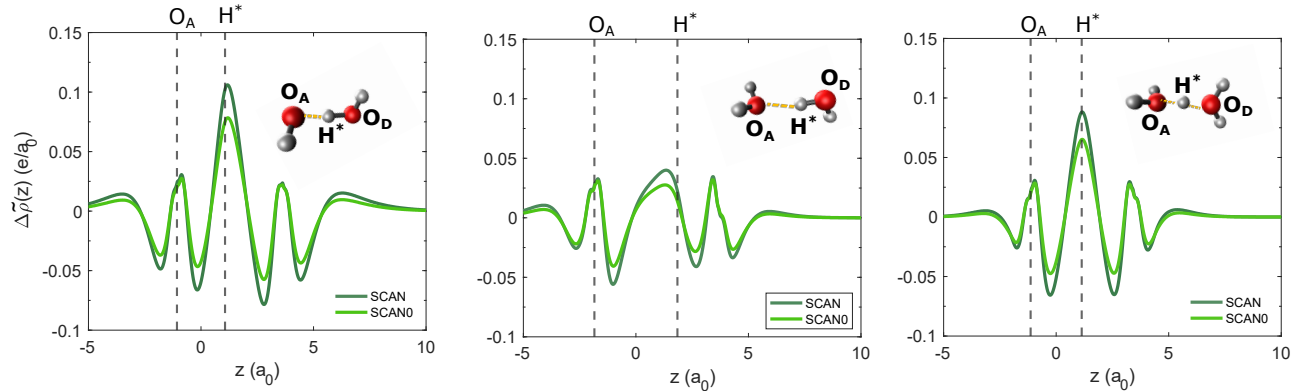 O_A H^*
0.15
0.1
0.05
0
-0.05
-0.1
Δρ̃(z) (e/a_0)
O_A
H^*
O_D
SCAN
SCAN0
-5 0 5 10
z (a_0)
O_A H^*
0.15
0.1
0.05
0
-0.05
-0.1
O_D
O_A
H^*
SCAN
SCAN0
-5 0 5 10
z (a_0)
O_A H^*
0.15
0.1
0.05
0
-0.05
-0.1
H^*
O_A
O_D
SCAN
SCAN0
-5 0 5 10
z (a_0)